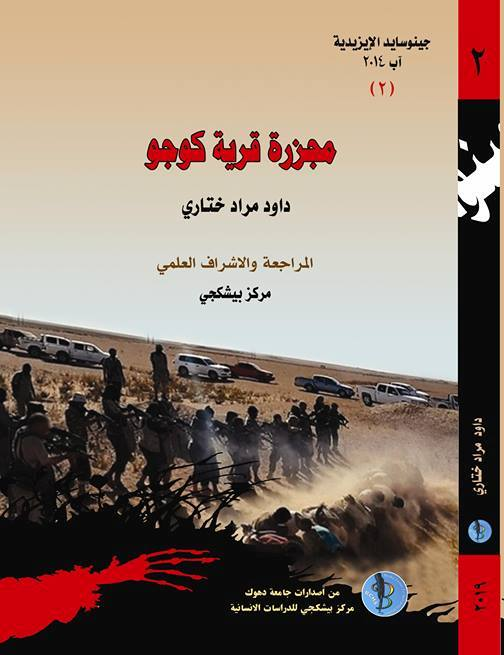 جينوسايد الإيزيدية
آب ٢٠١٤
(٢)
مجزرة قرية كوجو
داود مراد ختاري
المراجعة والاشراف العلمي
مركز بيشكجي
من أصدارات جامعة دهوك
مركز بيشكجي للدراسات الانسانية
٢
داود مراد ختاري
٢٠١٩